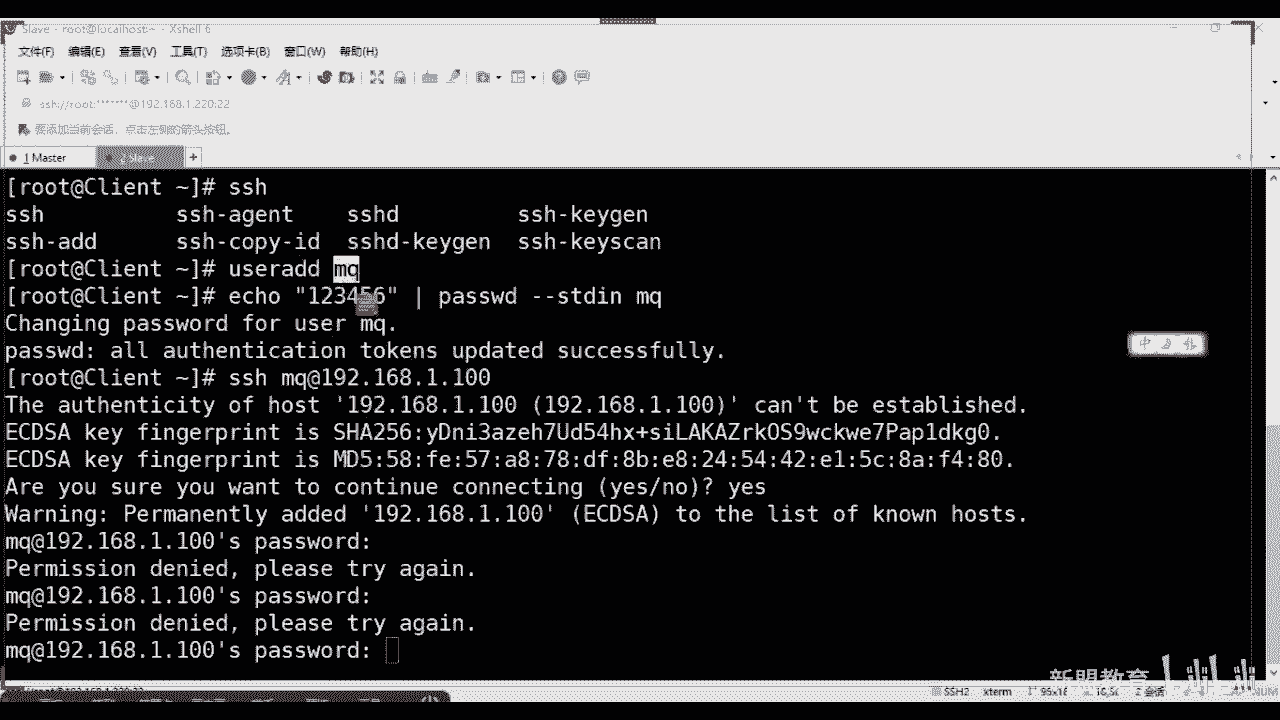 Slave - root@localhost:~ - Xshell 6
文件(F) 编辑(E) 查看(V) 工具(T) 选项卡(B) 窗口(W) 帮助(H)
ssh://root:*******@192.168.1.220:22
要添加当前会话，点击左侧的箭头按钮。
1 Master
Slave
+
[root@Client ~]# ssh
ssh ssh-agent sshd ssh-keygen
ssh-add ssh-copy-id sshd-keygen ssh-keyscan
[root@Client ~]# useradd mq
[root@Client ~]# echo "123456" | passwd --stdin mq
Changing password for user mq.
passwd: all authentication tokens updated successfully.
[root@Client ~]# ssh mq@192.168.1.100
The authenticity of host '192.168.1.100 (192.168.1.100)' can't be established.
ECDSA key fingerprint is SHA256:yDni3azeh7Ud54hx+siLAKAZrkOS9wckwe7Pap1dkg0.
ECDSA key fingerprint is MD5:58:fe:57:a8:78:df:8b:e8:24:54:42:e1:5c:8a:f4:80.
Are you sure you want to continue connecting (yes/no)? yes
Warning: Permanently added '192.168.1.100' (ECDSA) to the list of known hosts.
mq@192.168.1.100's password:
Permission denied, please try again.
mq@192.168.1.100's password:
Permission denied, please try again.
mq@192.168.1.100's password:
中
新盟教育
SSH2 xterm